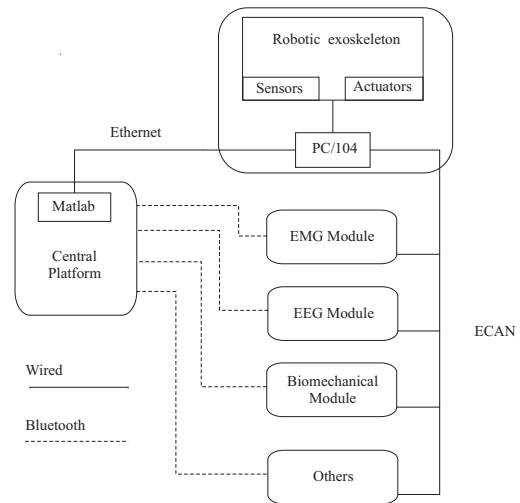 Robotic exoskeleton
Sensors
Actuators
Ethernet
PC/104
Matlab
Central
Platform
EMG Module
EEG Module
ECAN
Wired
Biomechanical
Module
Bluetooth
Others